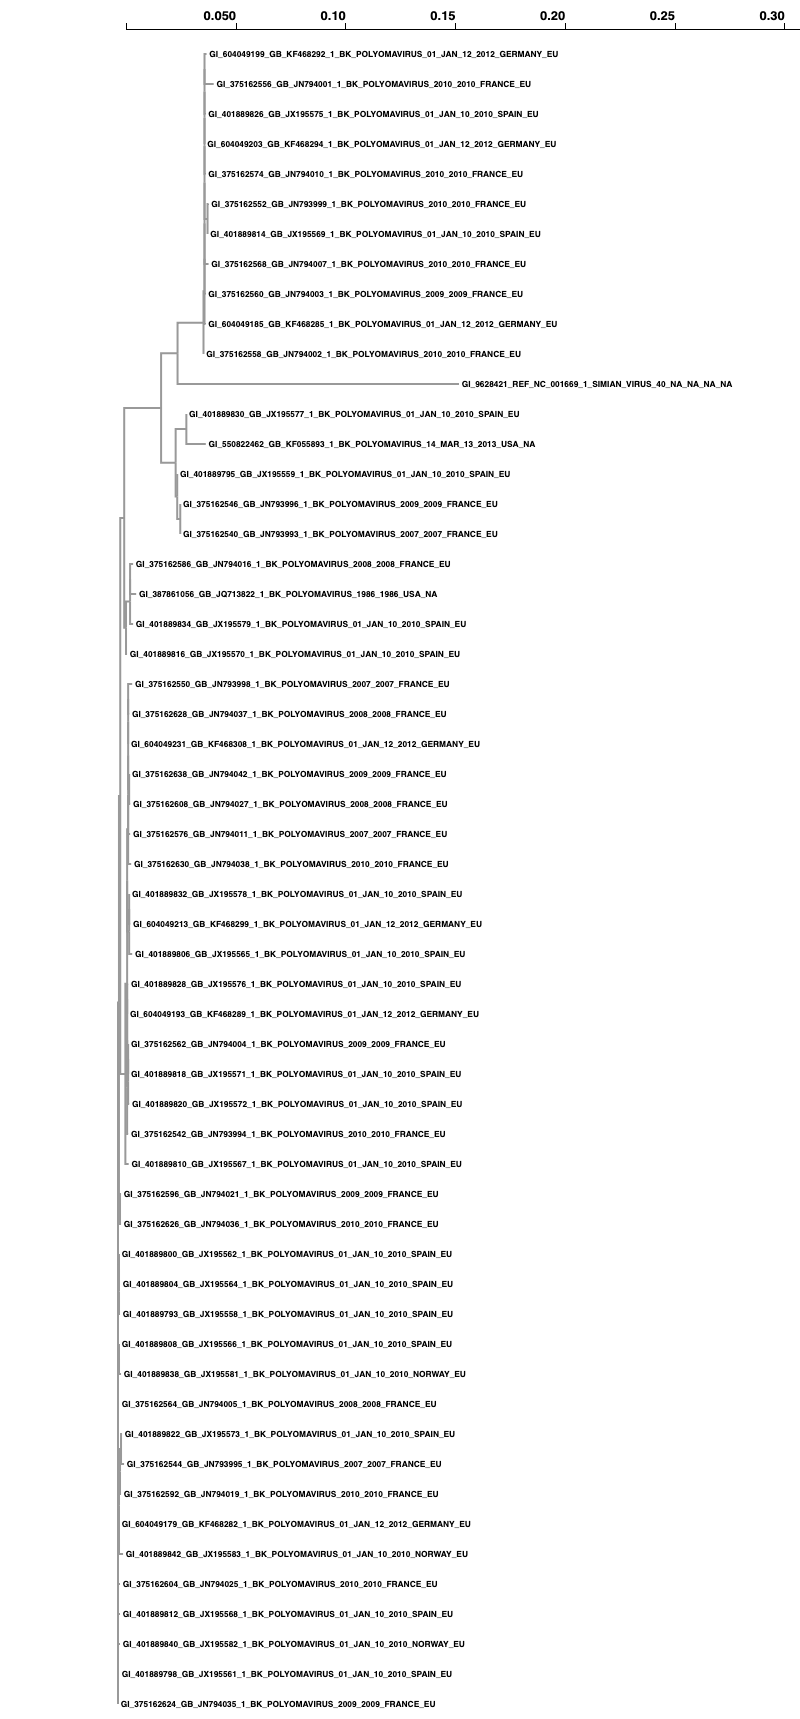 0.050 0.10 0.15 0.20 0.25 0.30
GI_604049199_GB_KF468292_1_BK_POLYOMAVIRUS_01_JAN_12_2012_GERMANY_EU
GI_375162556_GB_JN794001_1_BK_POLYOMAVIRUS_2010_2010_FRANCE_EU
GI_401889826_GB_JX195575_1_BK_POLYOMAVIRUS_01_JAN_10_2010_SPAIN_EU
GI_604049203_GB_KF468294_1_BK_POLYOMAVIRUS_01_JAN_12_2012_GERMANY_EU
GI_375162574_GB_JN794010_1_BK_POLYOMAVIRUS_2010_2010_FRANCE_EU
GI_375162552_GB_JN793999_1_BK_POLYOMAVIRUS_2010_2010_FRANCE_EU
GI_401889814_GB_JX195569_1_BK_POLYOMAVIRUS_01_JAN_10_2010_SPAIN_EU
GI_375162568_GB_JN794007_1_BK_POLYOMAVIRUS_2010_2010_FRANCE_EU
GI_375162560_GB_JN794003_1_BK_POLYOMAVIRUS_2009_2009_FRANCE_EU
GI_604049185_GB_KF468285_1_BK_POLYOMAVIRUS_01_JAN_12_2012_GERMANY_EU
GI_375162558_GB_JN794002_1_BK_POLYOMAVIRUS_2010_2010_FRANCE_EU
GI_9628421_REF_NC_001669_1_SIMIAN_VIRUS_40_NA_NA_NA_NA
GI_401889830_GB_JX195577_1_BK_POLYOMAVIRUS_01_JAN_10_2010_SPAIN_EU
GI_550822462_GB_KF055893_1_BK_POLYOMAVIRUS_14_MAR_13_2013_USA_NA
GI_401889795_GB_JX195559_1_BK_POLYOMAVIRUS_01_JAN_10_2010_SPAIN_EU
GI_375162546_GB_JN793996_1_BK_POLYOMAVIRUS_2009_2009_FRANCE_EU
GI_375162540_GB_JN793993_1_BK_POLYOMAVIRUS_2007_2007_FRANCE_EU
GI_375162586_GB_JN794016_1_BK_POLYOMAVIRUS_2008_2008_FRANCE_EU
GI_387861056_GB_JQ713822_1_BK_POLYOMAVIRUS_1986_1986_USA_NA
GI_401889834_GB_JX195579_1_BK_POLYOMAVIRUS_01_JAN_10_2010_SPAIN_EU
GI_401889816_GB_JX195570_1_BK_POLYOMAVIRUS_01_JAN_10_2010_SPAIN_EU
GI_375162550_GB_JN793998_1_BK_POLYOMAVIRUS_2007_2007_FRANCE_EU
GI_375162628_GB_JN794037_1_BK_POLYOMAVIRUS_2008_2008_FRANCE_EU
GI_604049231_GB_KF468308_1_BK_POLYOMAVIRUS_01_JAN_12_2012_GERMANY_EU
GI_375162638_GB_JN794042_1_BK_POLYOMAVIRUS_2009_2009_FRANCE_EU
GI_375162608_GB_JN794027_1_BK_POLYOMAVIRUS_2008_2008_FRANCE_EU
GI_375162576_GB_JN794011_1_BK_POLYOMAVIRUS_2007_2007_FRANCE_EU
GI_375162630_GB_JN794038_1_BK_POLYOMAVIRUS_2010_2010_FRANCE_EU
GI_401889832_GB_JX195578_1_BK_POLYOMAVIRUS_01_JAN_10_2010_SPAIN_EU
GI_604049213_GB_KF468299_1_BK_POLYOMAVIRUS_01_JAN_12_2012_GERMANY_EU
GI_401889806_GB_JX195565_1_BK_POLYOMAVIRUS_01_JAN_10_2010_SPAIN_EU
GI_401889828_GB_JX195576_1_BK_POLYOMAVIRUS_01_JAN_10_2010_SPAIN_EU
GI_604049193_GB_KF468289_1_BK_POLYOMAVIRUS_01_JAN_12_2012_GERMANY_EU
GI_375162562_GB_JN794004_1_BK_POLYOMAVIRUS_2009_2009_FRANCE_EU
GI_401889818_GB_JX195571_1_BK_POLYOMAVIRUS_01_JAN_10_2010_SPAIN_EU
GI_401889820_GB_JX195572_1_BK_POLYOMAVIRUS_01_JAN_10_2010_SPAIN_EU
GI_375162542_GB_JN793994_1_BK_POLYOMAVIRUS_2010_2010_FRANCE_EU
GI_401889810_GB_JX195567_1_BK_POLYOMAVIRUS_01_JAN_10_2010_SPAIN_EU
GI_375162596_GB_JN794021_1_BK_POLYOMAVIRUS_2009_2009_FRANCE_EU
GI_375162626_GB_JN794036_1_BK_POLYOMAVIRUS_2010_2010_FRANCE_EU
GI_401889800_GB_JX195562_1_BK_POLYOMAVIRUS_01_JAN_10_2010_SPAIN_EU
GI_401889804_GB_JX195564_1_BK_POLYOMAVIRUS_01_JAN_10_2010_SPAIN_EU
GI_401889793_GB_JX195558_1_BK_POLYOMAVIRUS_01_JAN_10_2010_SPAIN_EU
GI_401889808_GB_JX195566_1_BK_POLYOMAVIRUS_01_JAN_10_2010_SPAIN_EU
GI_401889838_GB_JX195581_1_BK_POLYOMAVIRUS_01_JAN_10_2010_NORWAY_EU
GI_375162564_GB_JN794005_1_BK_POLYOMAVIRUS_2008_2008_FRANCE_EU
GI_401889822_GB_JX195573_1_BK_POLYOMAVIRUS_01_JAN_10_2010_SPAIN_EU
GI_375162544_GB_JN793995_1_BK_POLYOMAVIRUS_2007_2007_FRANCE_EU
GI_375162592_GB_JN794019_1_BK_POLYOMAVIRUS_2010_2010_FRANCE_EU
GI_604049179_GB_KF468282_1_BK_POLYOMAVIRUS_01_JAN_12_2012_GERMANY_EU
GI_401889842_GB_JX195583_1_BK_POLYOMAVIRUS_01_JAN_10_2010_NORWAY_EU
GI_375162604_GB_JN794025_1_BK_POLYOMAVIRUS_2010_2010_FRANCE_EU
GI_401889812_GB_JX195568_1_BK_POLYOMAVIRUS_01_JAN_10_2010_SPAIN_EU
GI_401889840_GB_JX195582_1_BK_POLYOMAVIRUS_01_JAN_10_2010_NORWAY_EU
GI_401889798_GB_JX195561_1_BK_POLYOMAVIRUS_01_JAN_10_2010_SPAIN_EU
GI_375162624_GB_JN794035_1_BK_POLYOMAVIRUS_2009_2009_FRANCE_EU